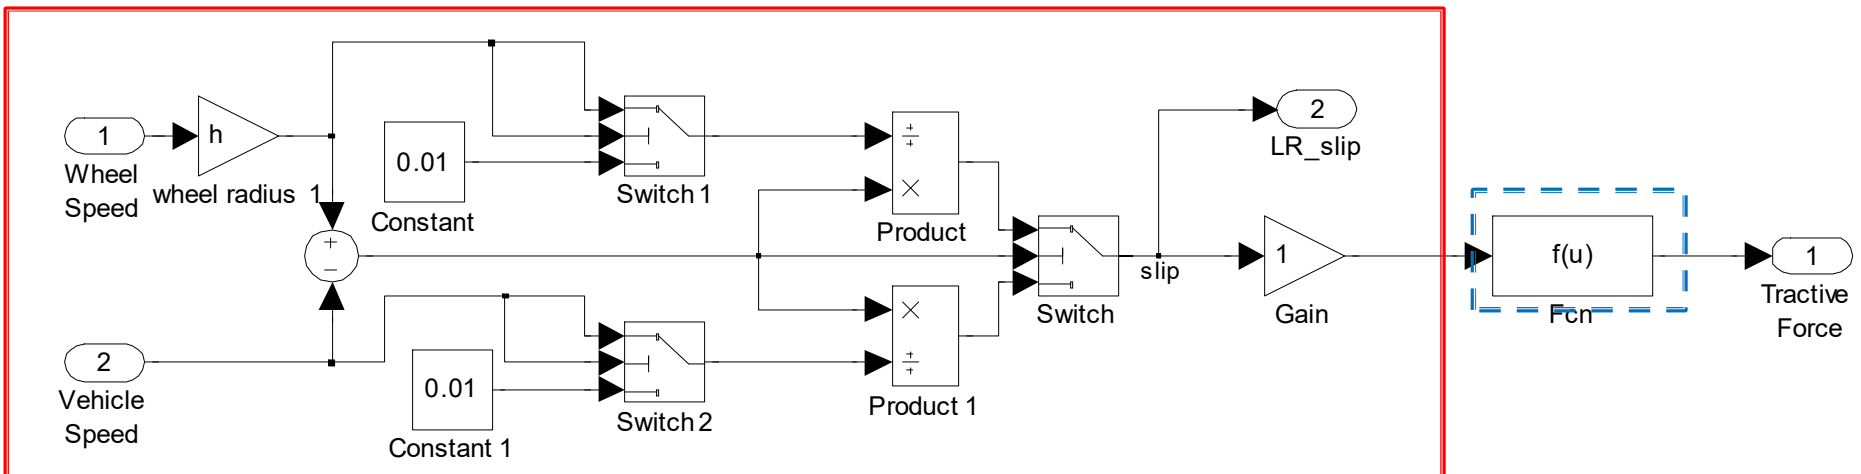 1
Wheel
Speed
h
wheel radius 1
0.01
Constant
Switch 1
+
−
2
Vehicle
Speed
0.01
Constant 1
Switch 2
÷
×
Product
×
÷
Product 1
Switch
slip
2
LR_slip
1
Gain
f(u)
Fcn
1
Tractive
Force